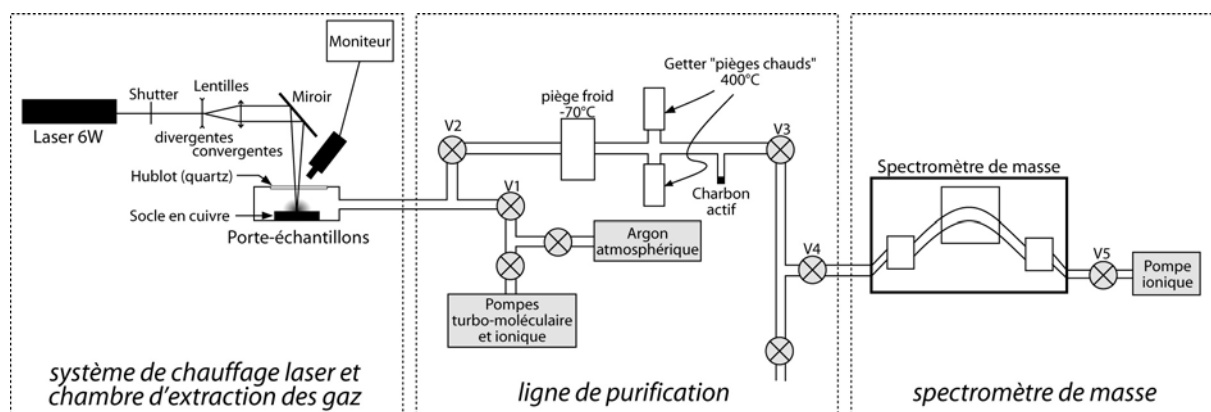 Moniteur
Lentilles
Shutter
Miroir
Laser 6W
divergentes
convergentes
Hublot (quartz)
Socle en cuivre
Porte-échantillons
système de chauffage laser et
chambre d'extraction des gaz
Getter "pièges chauds"
400°C
piège froid
-70°C
V2
V3
V1
Charbon
actif
Argon
atmosphérique
V4
Pompes
turbo-moléculaire
et ionique
ligne de purification
Spectromètre de masse
V5
Pompe
ionique
spectromètre de masse